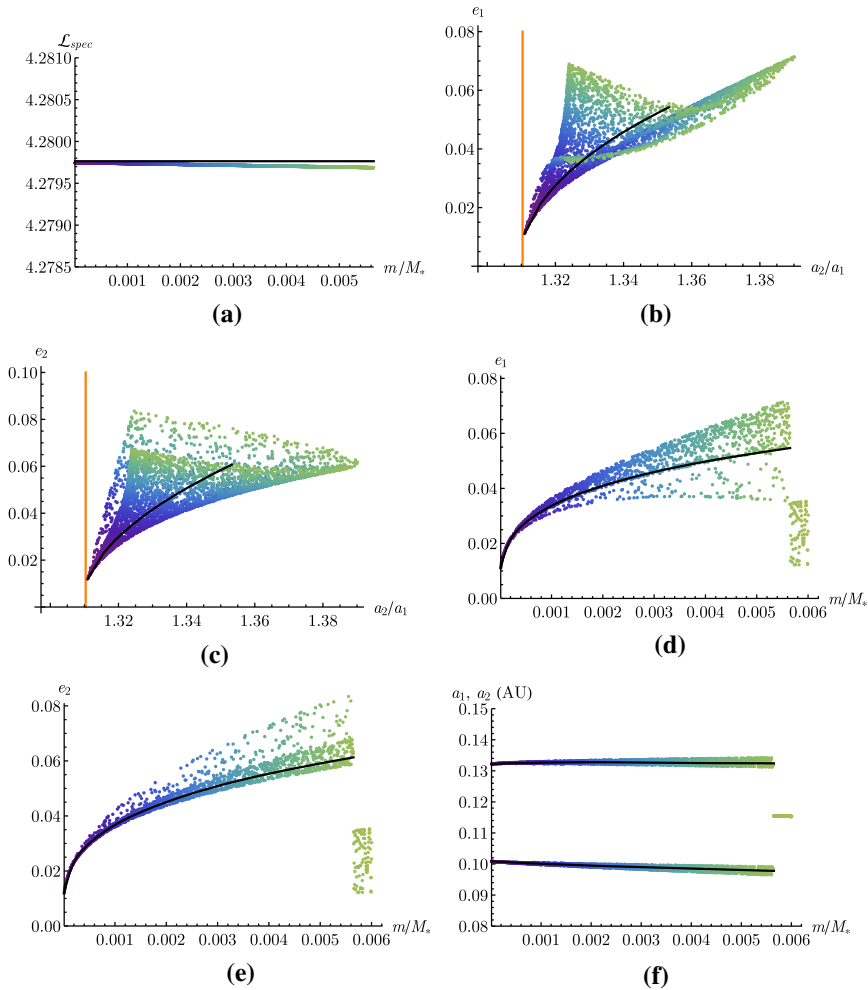 ℒ_spec
4.2810
4.2805
4.2800
4.2795
4.2790
4.2785
0.001 0.002 0.003 0.004 0.005 m/M_*
(a)
e_1
0.08
0.06
0.04
0.02
1.32 1.34 1.36 1.38 a_2/a_1
(b)
e_2
0.10
0.08
0.06
0.04
0.02
1.32 1.34 1.36 1.38 a_2/a_1
(c)
e_1
0.08
0.06
0.04
0.02
0.00
0.001 0.002 0.003 0.004 0.005 0.006 m/M_*
(d)
e_2
0.08
0.06
0.04
0.02
0.00
0.001 0.002 0.003 0.004 0.005 0.006 m/M_*
(e)
a_1, a_2 (AU)
0.15
0.14
0.13
0.12
0.11
0.10
0.09
0.08
0.001 0.002 0.003 0.004 0.005 0.006 m/M_*
(f)